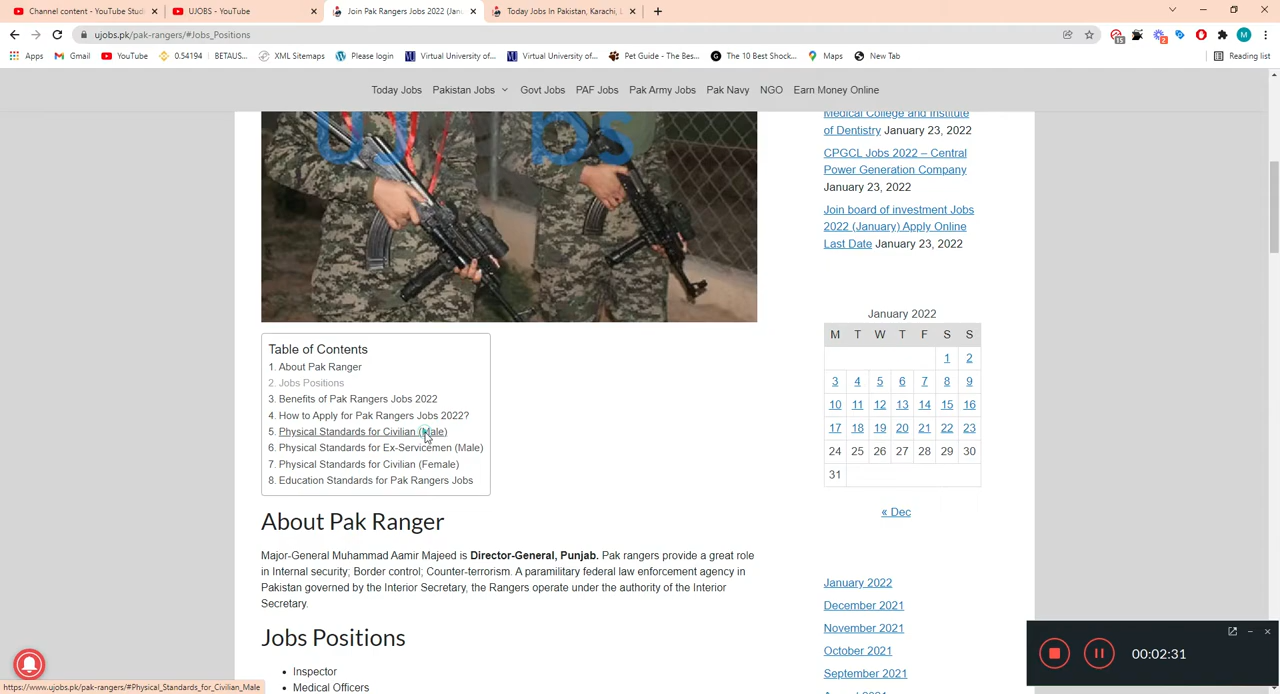 Channel content - YouTube Stud
UJOBS - YouTube
Join Pak Rangers Jobs 2022 (Jan
Today Jobs In Pakistan, Karachi, L
ujobs.pk/pak-rangers/#Jobs_Positions
Apps
Gmail
YouTube
0.54194 | BETAUS...
XML Sitemaps
Please login
Virtual University of...
Virtual University of...
Pet Guide - The Bes...
The 10 Best Shock...
Maps
New Tab
Reading list
Today Jobs
Pakistan Jobs
Govt Jobs
PAF Jobs
Pak Army Jobs
Pak Navy
NGO
Earn Money Online
Medical College and Institute
of Dentistry January 23, 2022
CPGCL Jobs 2022 – Central
Power Generation Company
January 23, 2022
Join board of investment Jobs
2022 (January) Apply Online
Last Date January 23, 2022
Table of Contents
1. About Pak Ranger
2. Jobs Positions
3. Benefits of Pak Rangers Jobs 2022
4. How to Apply for Pak Rangers Jobs 2022?
5. Physical Standards for Civilian (Male)
6. Physical Standards for Ex-Servicemen (Male)
7. Physical Standards for Civilian (Female)
8. Education Standards for Pak Rangers Jobs
About Pak Ranger
Major-General Muhammad Aamir Majeed is Director-General, Punjab. Pak rangers provide a great role
in Internal security; Border control; Counter-terrorism. A paramilitary federal law enforcement agency in
Pakistan governed by the Interior Secretary, the Rangers operate under the authority of the Interior
Secretary.
Jobs Positions
• Inspector
• Medical Officers
January 2022
M T W T F S S
1 2
3 4 5 6 7 8 9
10 11 12 13 14 15 16
17 18 19 20 21 22 23
24 25 26 27 28 29 30
31
« Dec
January 2022
December 2021
November 2021
October 2021
September 2021
00:02:31
https://www.ujobs.pk/pak-rangers/#Physical_Standards_for_Civilian_Male